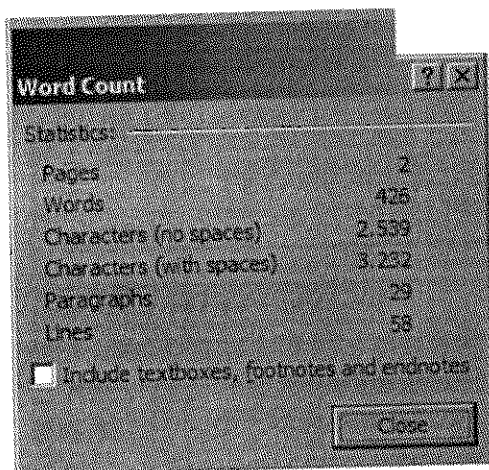 Word Count ? ×
Statistics:
Pages 2
Words 426
Characters (no spaces) 2.539
Characters (with spaces) 3.232
Paragraphs 29
Lines 58
Include textboxes, footnotes and endnotes
Close